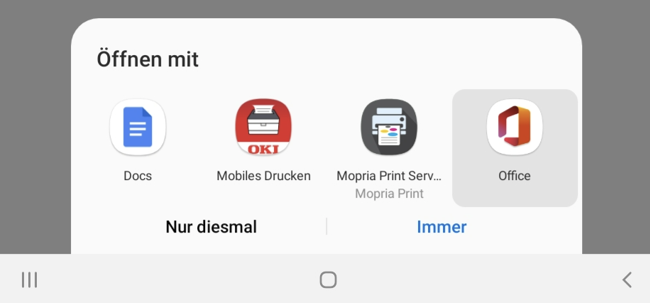 Öffnen mit
OKI
Docs
Mobiles Drucken
Mopria Print Serv...
Office
Mopria Print
Nur diesmal
Immer